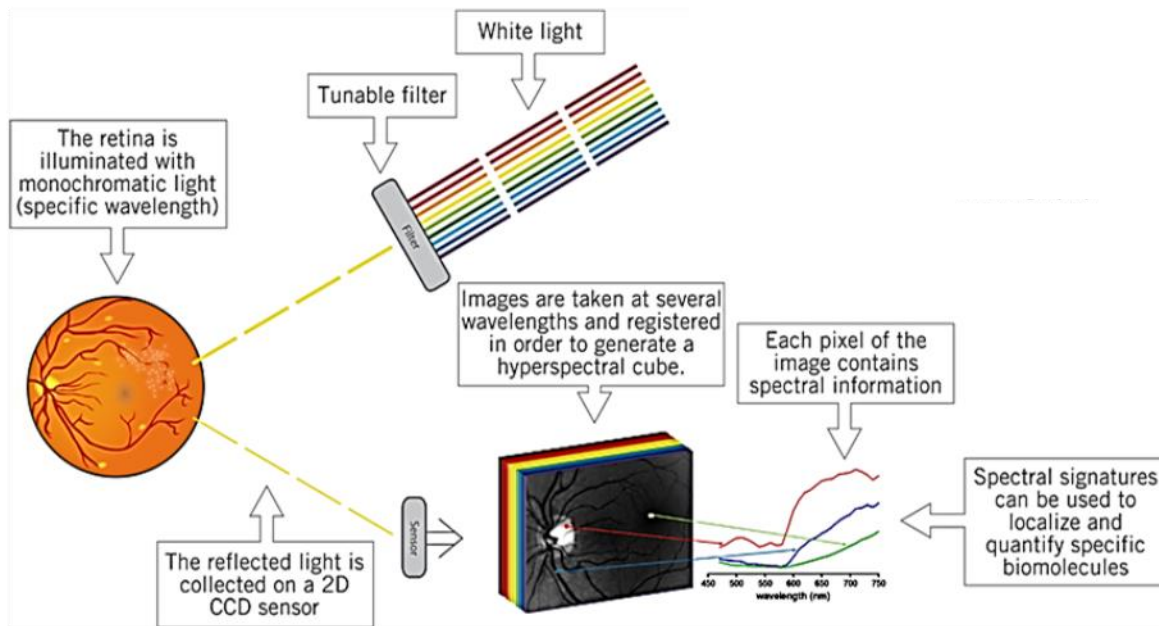 White light
Tunable filter
The retina is
illuminated with
monochromatic light
(specific wavelength)
Filter
Images are taken at several
wavelengths and registered
in order to generate a
hyperspectral cube.
Each pixel of the
image contains
spectral information
Spectral signatures
can be used to
localize and
quantify specific
biomolecules
Sensor
The reflected light is
collected on a 2D
CCD sensor
450 500 550 600 650 700 750
wavelength (nm)